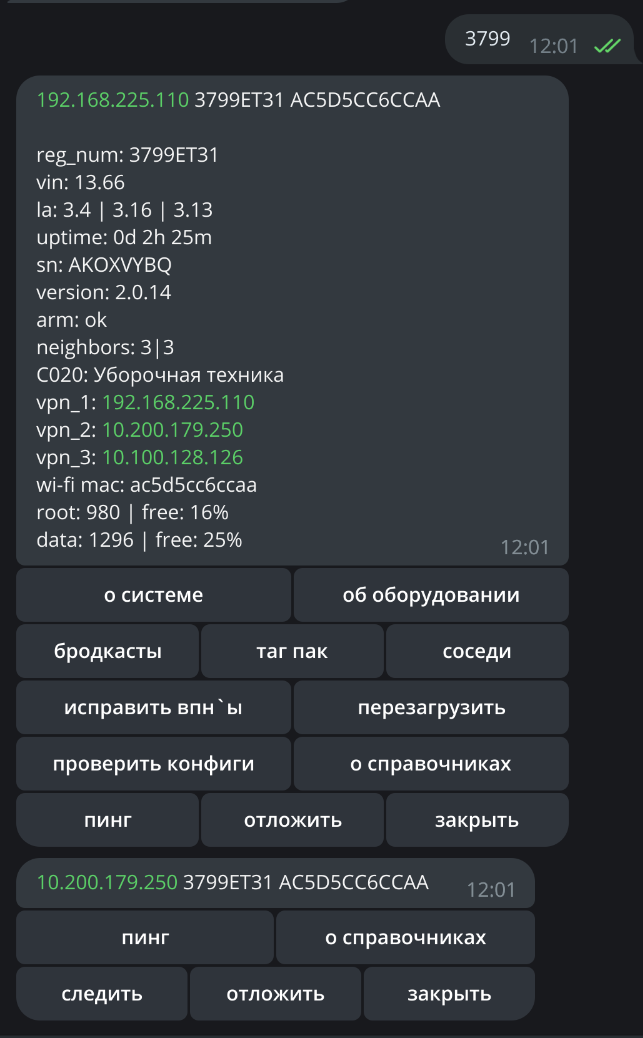 3799 12:01
192.168.225.110 3799ET31 AC5D5CC6CCAA
reg_num: 3799ET31
vin: 13.66
la: 3.4 | 3.16 | 3.13
uptime: 0d 2h 25m
sn: AKOXVYBQ
version: 2.0.14
arm: ok
neighbors: 3|3
C020: Уборочная техника
vpn_1: 192.168.225.110
vpn_2: 10.200.179.250
vpn_3: 10.100.128.126
wi-fi mac: ac5d5cc6ccaa
root: 980 | free: 16%
data: 1296 | free: 25%
12:01
о системе об оборудовании
бродкасты таг пак соседи
исправить впн`ы перезагрузить
проверить конфиги о справочниках
пинг отложить закрыть
10.200.179.250 3799ET31 AC5D5CC6CCAA 12:01
пинг о справочниках
следить отложить закрыть